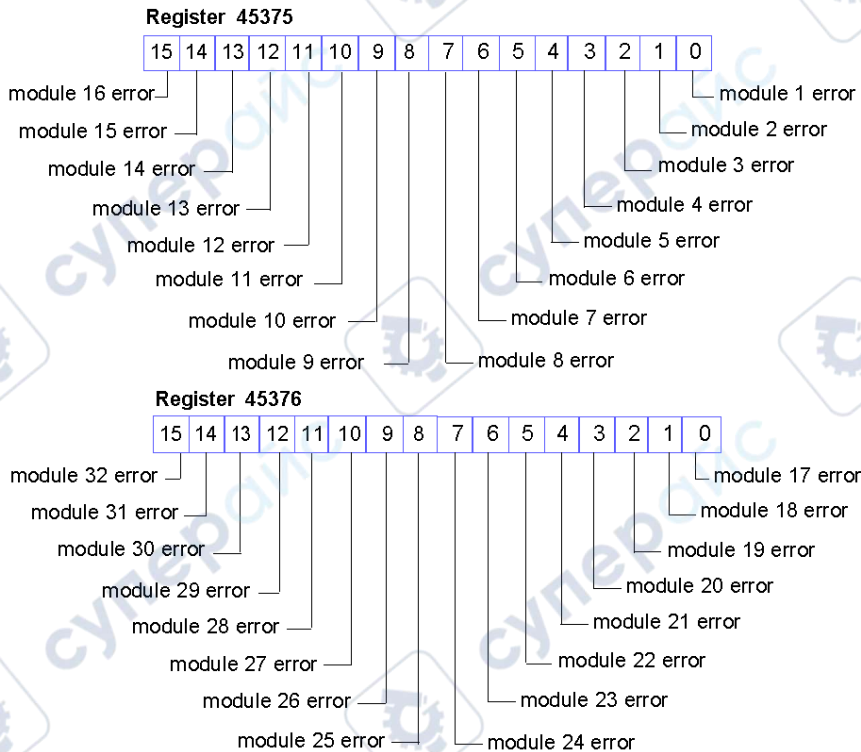 Register 45375
15 14 13 12 11 10 9 8 7 6 5 4 3 2 1 0
module 16 error
module 1 error
module 15 error
module 2 error
module 14 error
module 3 error
module 13 error
module 4 error
module 12 error
module 5 error
module 11 error
module 6 error
module 10 error
module 7 error
module 9 error
module 8 error
Register 45376
15 14 13 12 11 10 9 8 7 6 5 4 3 2 1 0
module 32 error
module 17 error
module 31 error
module 18 error
module 30 error
module 19 error
module 29 error
module 20 error
module 28 error
module 21 error
module 27 error
module 22 error
module 26 error
module 23 error
module 25 error
module 24 error
суперайс
суперайс
суперайс
суперайс